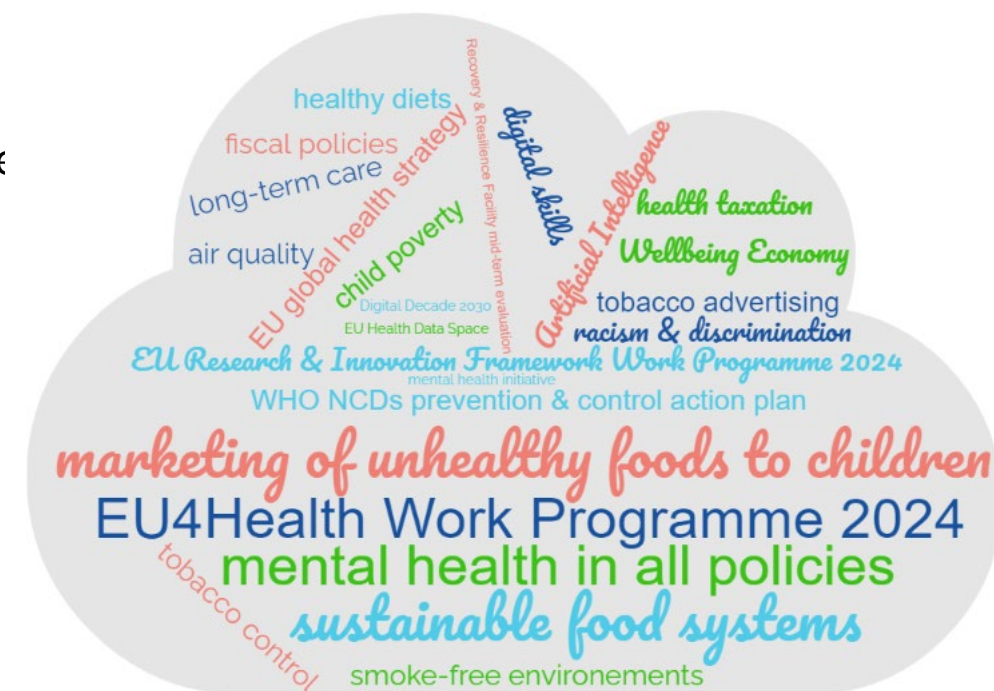 healthy diets
fiscal policies
long-term care
air quality
EU global health strategy
child poverty
Recovery & Resilience Facility mid-term evaluation
digital skills
Artificial Intelligence
health taxation
Wellbeing Economy
tobacco advertising
racism & discrimination
Digital Decade 2030
EU Health Data Space
EU Research & Innovation Framework Work Programme 2024
mental health initiative
WHO NCDs prevention & control action plan
marketing of unhealthy foods to children
EU4Health Work Programme 2024
mental health in all policies
tobacco control
sustainable food systems
smoke-free environements